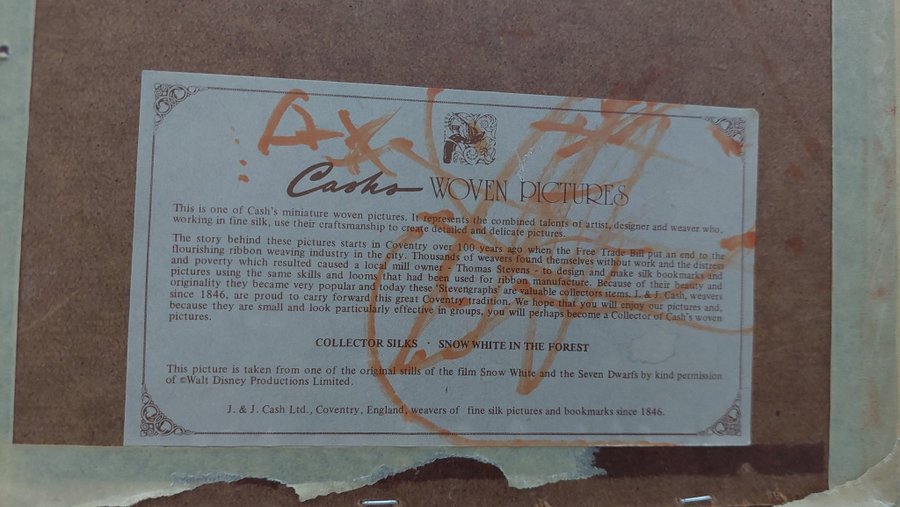 Cash's WOVEN PICTURES
This is one of Cash's miniature woven pictures. It represents the combined talents of artist, designer and weaver who,
working in fine silk, use their craftsmanship to create detailed and delicate pictures.
The story behind these pictures starts in Coventry over 100 years ago when the Free Trade Bill put an end to the
flourishing ribbon weaving industry in the city. Thousands of weavers found themselves without work and the distress
and poverty which resulted caused a local mill owner - Thomas Stevens - to design and make silk bookmarks and
pictures using the same skills and looms that had been used for ribbon manufacture. Because of their beauty and
originality they became very popular and today these 'Stevengraphs' are valuable collectors items. J. & J. Cash, weavers
since 1846, are proud to carry forward this great Coventry tradition. We hope that you will enjoy our pictures and,
because they are small and look particularly effective in groups, you will perhaps become a Collector of Cash's woven
pictures.
COLLECTOR SILKS · SNOW WHITE IN THE FOREST
This picture is taken from one of the original stills of the film Snow White and the Seven Dwarfs by kind permission
of ©Walt Disney Productions Limited.
J. & J. Cash Ltd., Coventry, England, weavers of fine silk pictures and bookmarks since 1846.